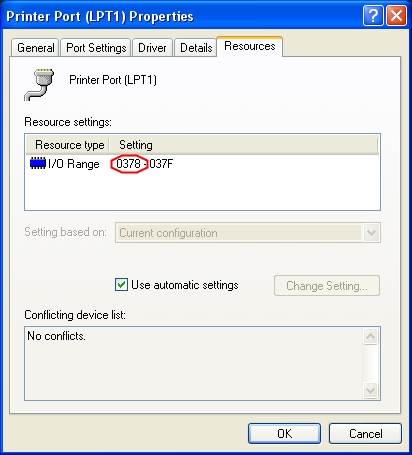 Printer Port (LPT1) Properties
General Port Settings Driver Details Resources
Printer Port (LPT1)
Resource settings:
Resource type Setting
I/O Range 0378 - 037F
Setting based on: Current configuration
Use automatic settings Change Setting...
Conflicting device list:
No conflicts.
OK Cancel